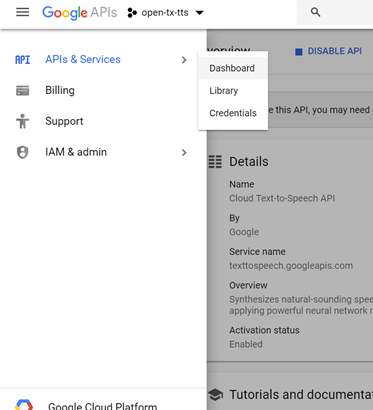 Google APIs open-tx-tts
overview DISABLE API
API APIs & Services
Dashboard
Billing
Library
Support
Credentials
use this API, you may need
IAM & admin
Details
Name
Cloud Text-to-Speech API
By
Google
Service name
texttospeech.googleapis.com
Overview
Synthesizes natural-sounding spee
applying powerful neural network r
Activation status
Enabled
Tutorials and documenta
Google Cloud Platform